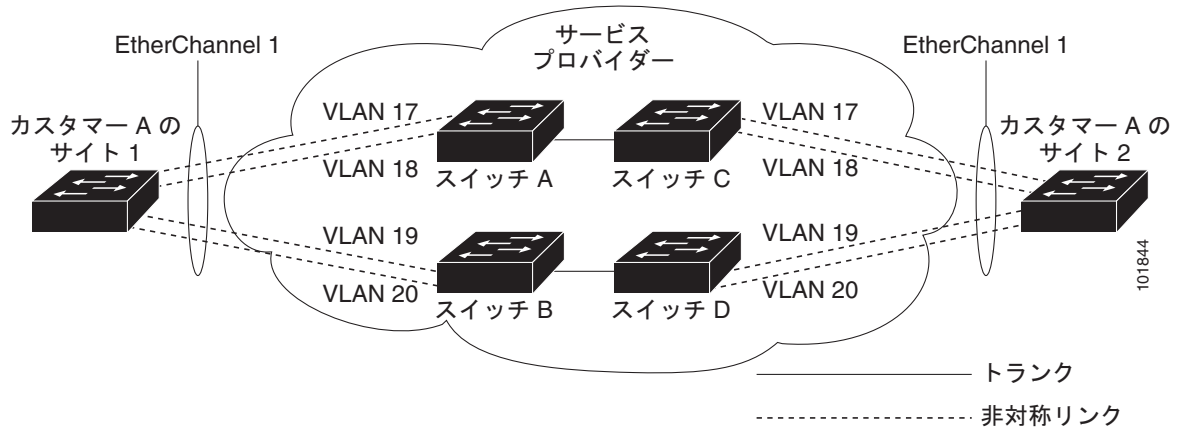 EtherChannel 1
サービス
プロバイダー
EtherChannel 1
カスタマー A の
サイト 1
VLAN 17
VLAN 18
スイッチ A
スイッチ C
VLAN 17
VLAN 18
カスタマー A の
サイト 2
VLAN 19
VLAN 20
スイッチ B
スイッチ D
VLAN 19
VLAN 20
101844
トランク
非対称リンク